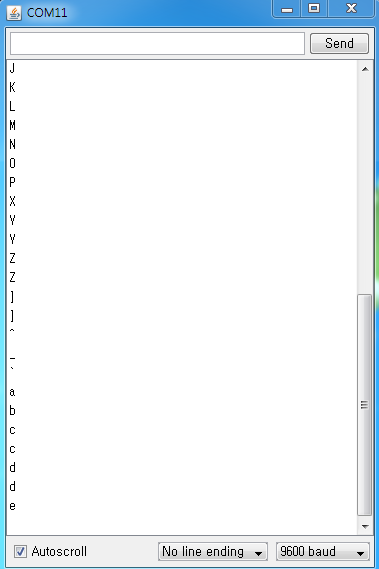 COM11
Send
J
K
L
M
N
O
P
X
Y
Y
Z
Z
]
]
^
_
`
a
b
c
c
d
d
e
Autoscroll
No line ending
9600 baud